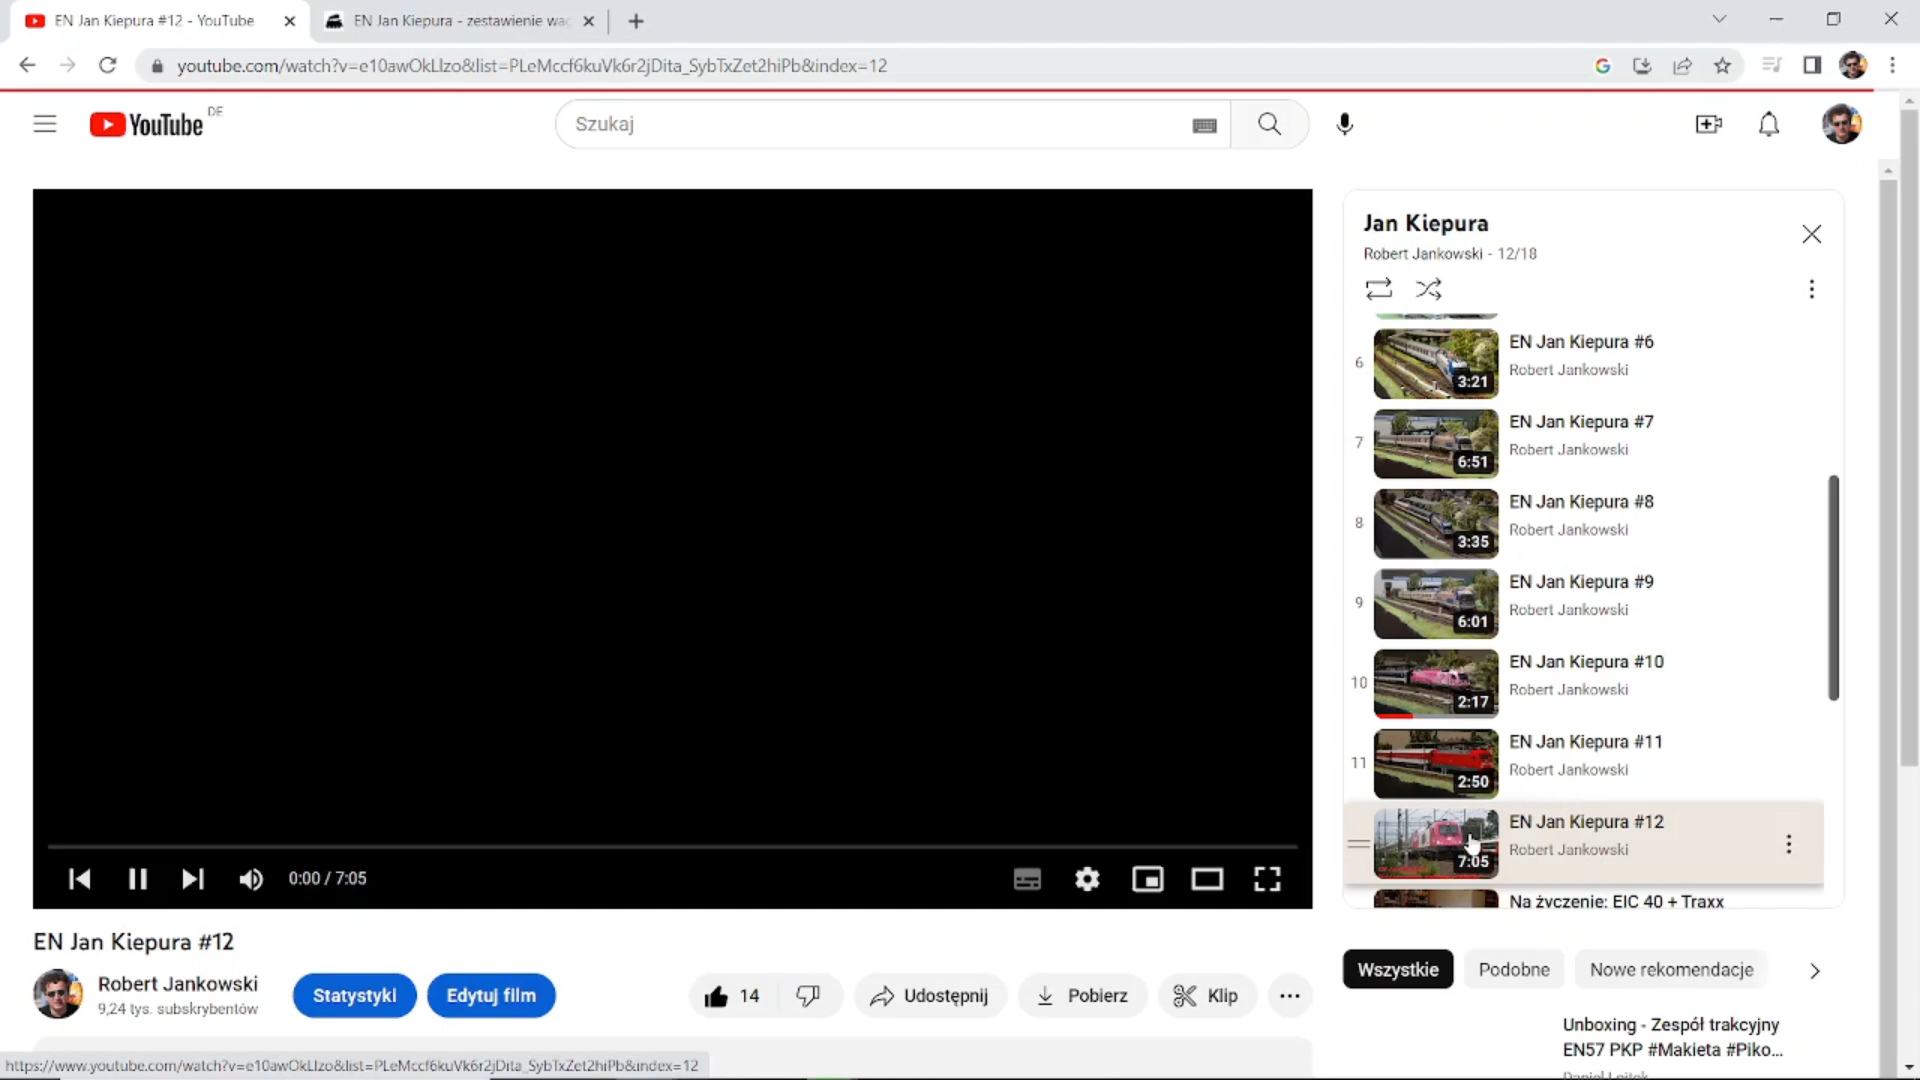 EN Jan Kiepura #12 - YouTube
EN Jan Kiepura - zestawienie wag
youtube.com/watch?v=e10awOkLlzo&list=PLeMccf6kuVk6r2jDita_SybTxZet2hiPb&index=12
YouTube DE
Szukaj
Jan Kiepura
Robert Jankowski - 12/18
6
3:21
EN Jan Kiepura #6
Robert Jankowski
7
6:51
EN Jan Kiepura #7
Robert Jankowski
8
3:35
EN Jan Kiepura #8
Robert Jankowski
9
6:01
EN Jan Kiepura #9
Robert Jankowski
10
2:17
EN Jan Kiepura #10
Robert Jankowski
11
2:50
EN Jan Kiepura #11
Robert Jankowski
7:05
EN Jan Kiepura #12
Robert Jankowski
Na życzenie: EIC 40 + Traxx
0:00 / 7:05
EN Jan Kiepura #12
Robert Jankowski
9,24 tys. subskrybentów
Statystyki
Edytuj film
14
Udostępnij
Pobierz
Klip
Wszystkie
Podobne
Nowe rekomendacje
Unboxing - Zespół trakcyjny
EN57 PKP #Makieta #Piko...
https://www.youtube.com/watch?v=e10awOkLlzo&list=PLeMccf6kuVk6r2jDita_SybTxZet2hiPb&index=12